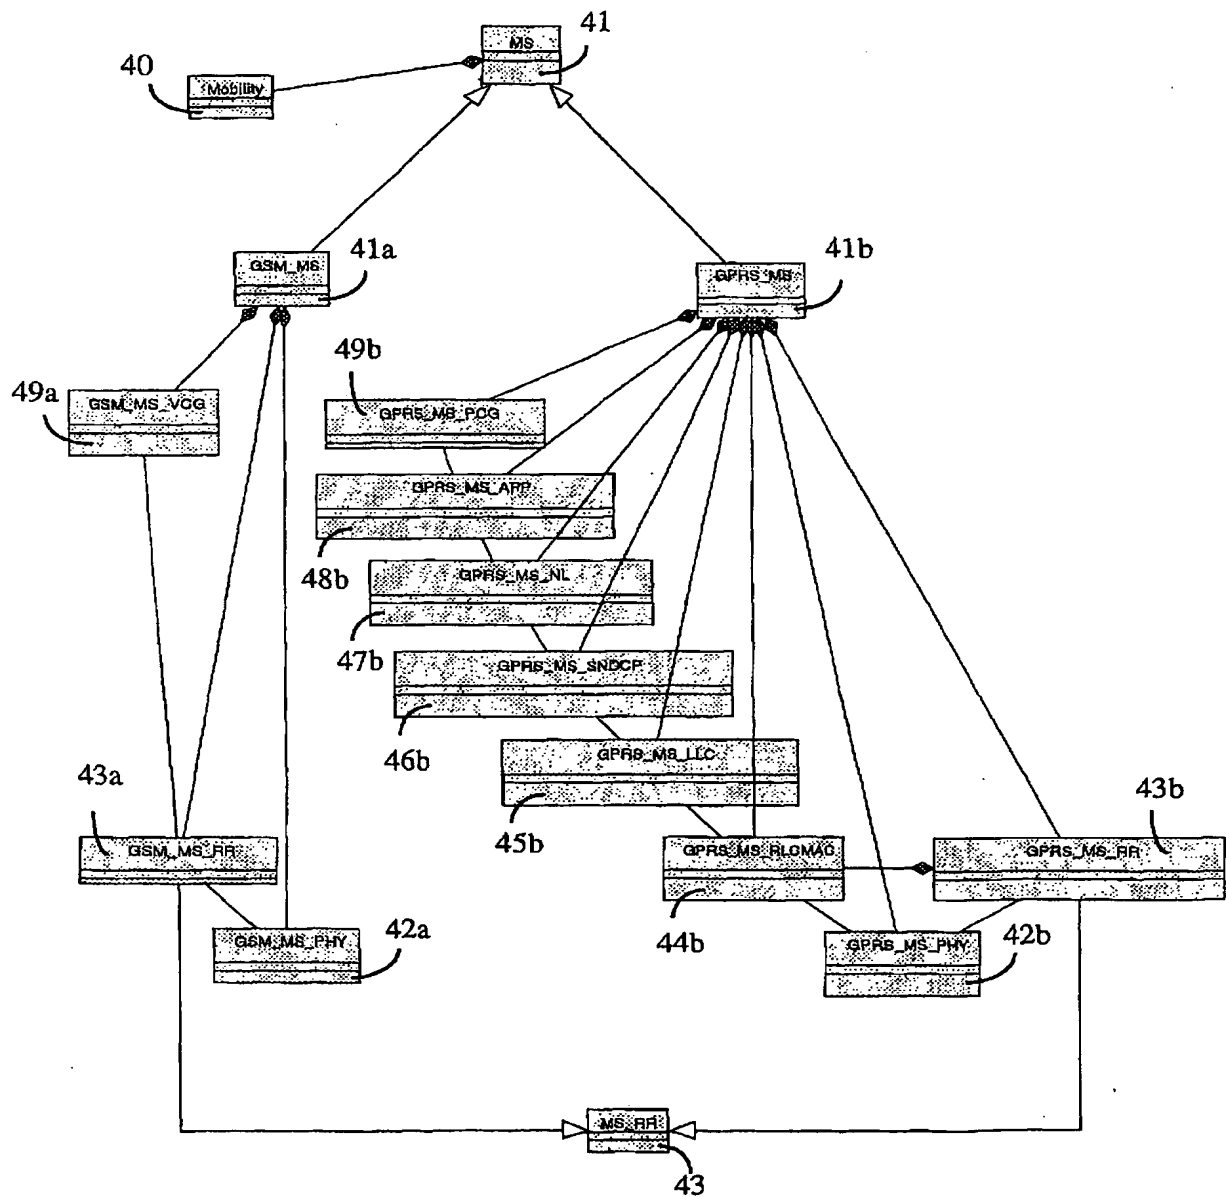 41
MS
40
Mobility
41a
GSM_MS
41b
GPRS_MS
49a
GSM_MS_VCG
49b
GPRS_MS_PCG
GPRS_MS_APP
48b
GPRS_MS_NL
47b
GPRS_MS_SNDCP
46b
GPRS_MS_LLC
45b
43a
GSM_MS_RR
GPRS_MS_RLCMAC
44b
43b
GPRS_MS_RR
GSM_MS_PHY
42a
GPRS_MS_PHY
42b
MS_RR
43